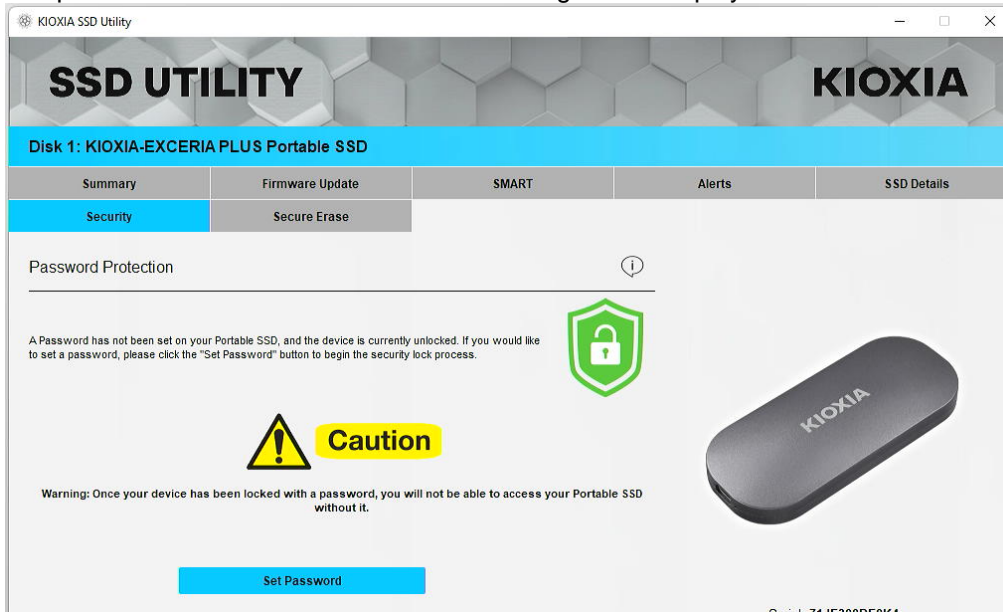 KIOXIA SSD Utility
SSD UTILITY
KIOXIA
Disk 1: KIOXIA-EXCERIA PLUS Portable SSD
Summary Firmware Update SMART Alerts SSD Details
Security Secure Erase
Password Protection
A Password has not been set on your Portable SSD, and the device is currently unlocked. If you would like
to set a password, please click the "Set Password" button to begin the security lock process.
KIOXIA
Caution
Warning: Once your device has been locked with a password, you will not be able to access your Portable SSD
without it.
Set Password